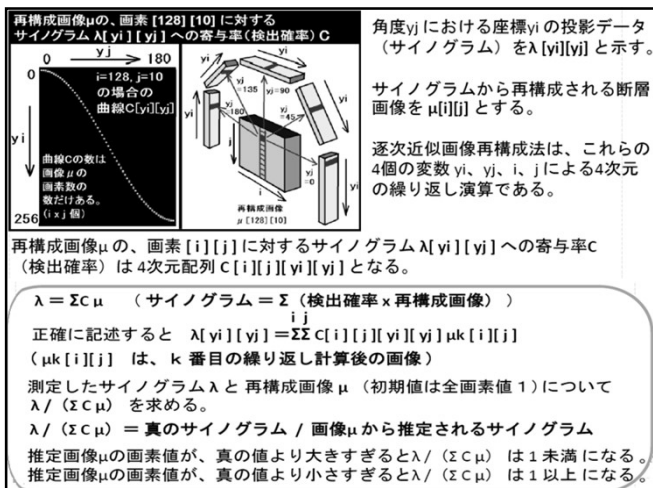 再構成画像μの、画素 [128] [10] に対する
サイノグラム λ[ yi ] [ yj ] への寄与率(検出確率) C
0 yj 180
0
i=128, j=10
の場合の
曲線C[yi][yj]
yi
曲線Cの数は
画像μの
画素数の
数だけある。
(i x j 個)
256
yi
yi
yi
yj
=135
yj=90
yj
=180
yj
=45
yi
j
i
yj
=0
yi
再構成画像
μ [128] [10]
角度yjにおける座標yiの投影データ
(サイノグラム)をλ [yi][yj] と示す。
サイノグラムから再構成される断層
画像を μ[i][j] とする。
逐次近似画像再構成法は、これらの
4個の変数 yi、yj、i、j による4次元
の繰り返し演算である。
再構成画像μ の、画素 [i] [j] に対するサイノグラム λ[ yi ] [ yj ] への寄与率C
(検出確率)は 4次元配列 C [ i ] [ j ] [ yi ] [ yj ] となる。
λ = ΣC μ ( サイノグラム = Σ (検出確率 x 再構成画像) )
i j
正確に記述すると λ[ yi ] [ yj ] = ΣΣ C[ i ] [ j ] [ yi ] [ yj ] μk [ i ] [ j ]
( μk [ i ] [ j ] は、 k 番目の繰り返し計算後の画像 )
測定したサイノグラム λ と 再構成画像 μ (初期値は全画素値 1 )について
λ / (Σ C μ) を求める。
λ / (Σ C μ) = 真のサイノグラム / 画像μ から推定されるサイノグラム
推定画像μの画素値が、真の値より大きすぎるとλ / (Σ C μ) は 1 未満 になる。
推定画像μの画素値が、真の値より小さすぎるとλ / (Σ C μ) は 1 以上 になる。